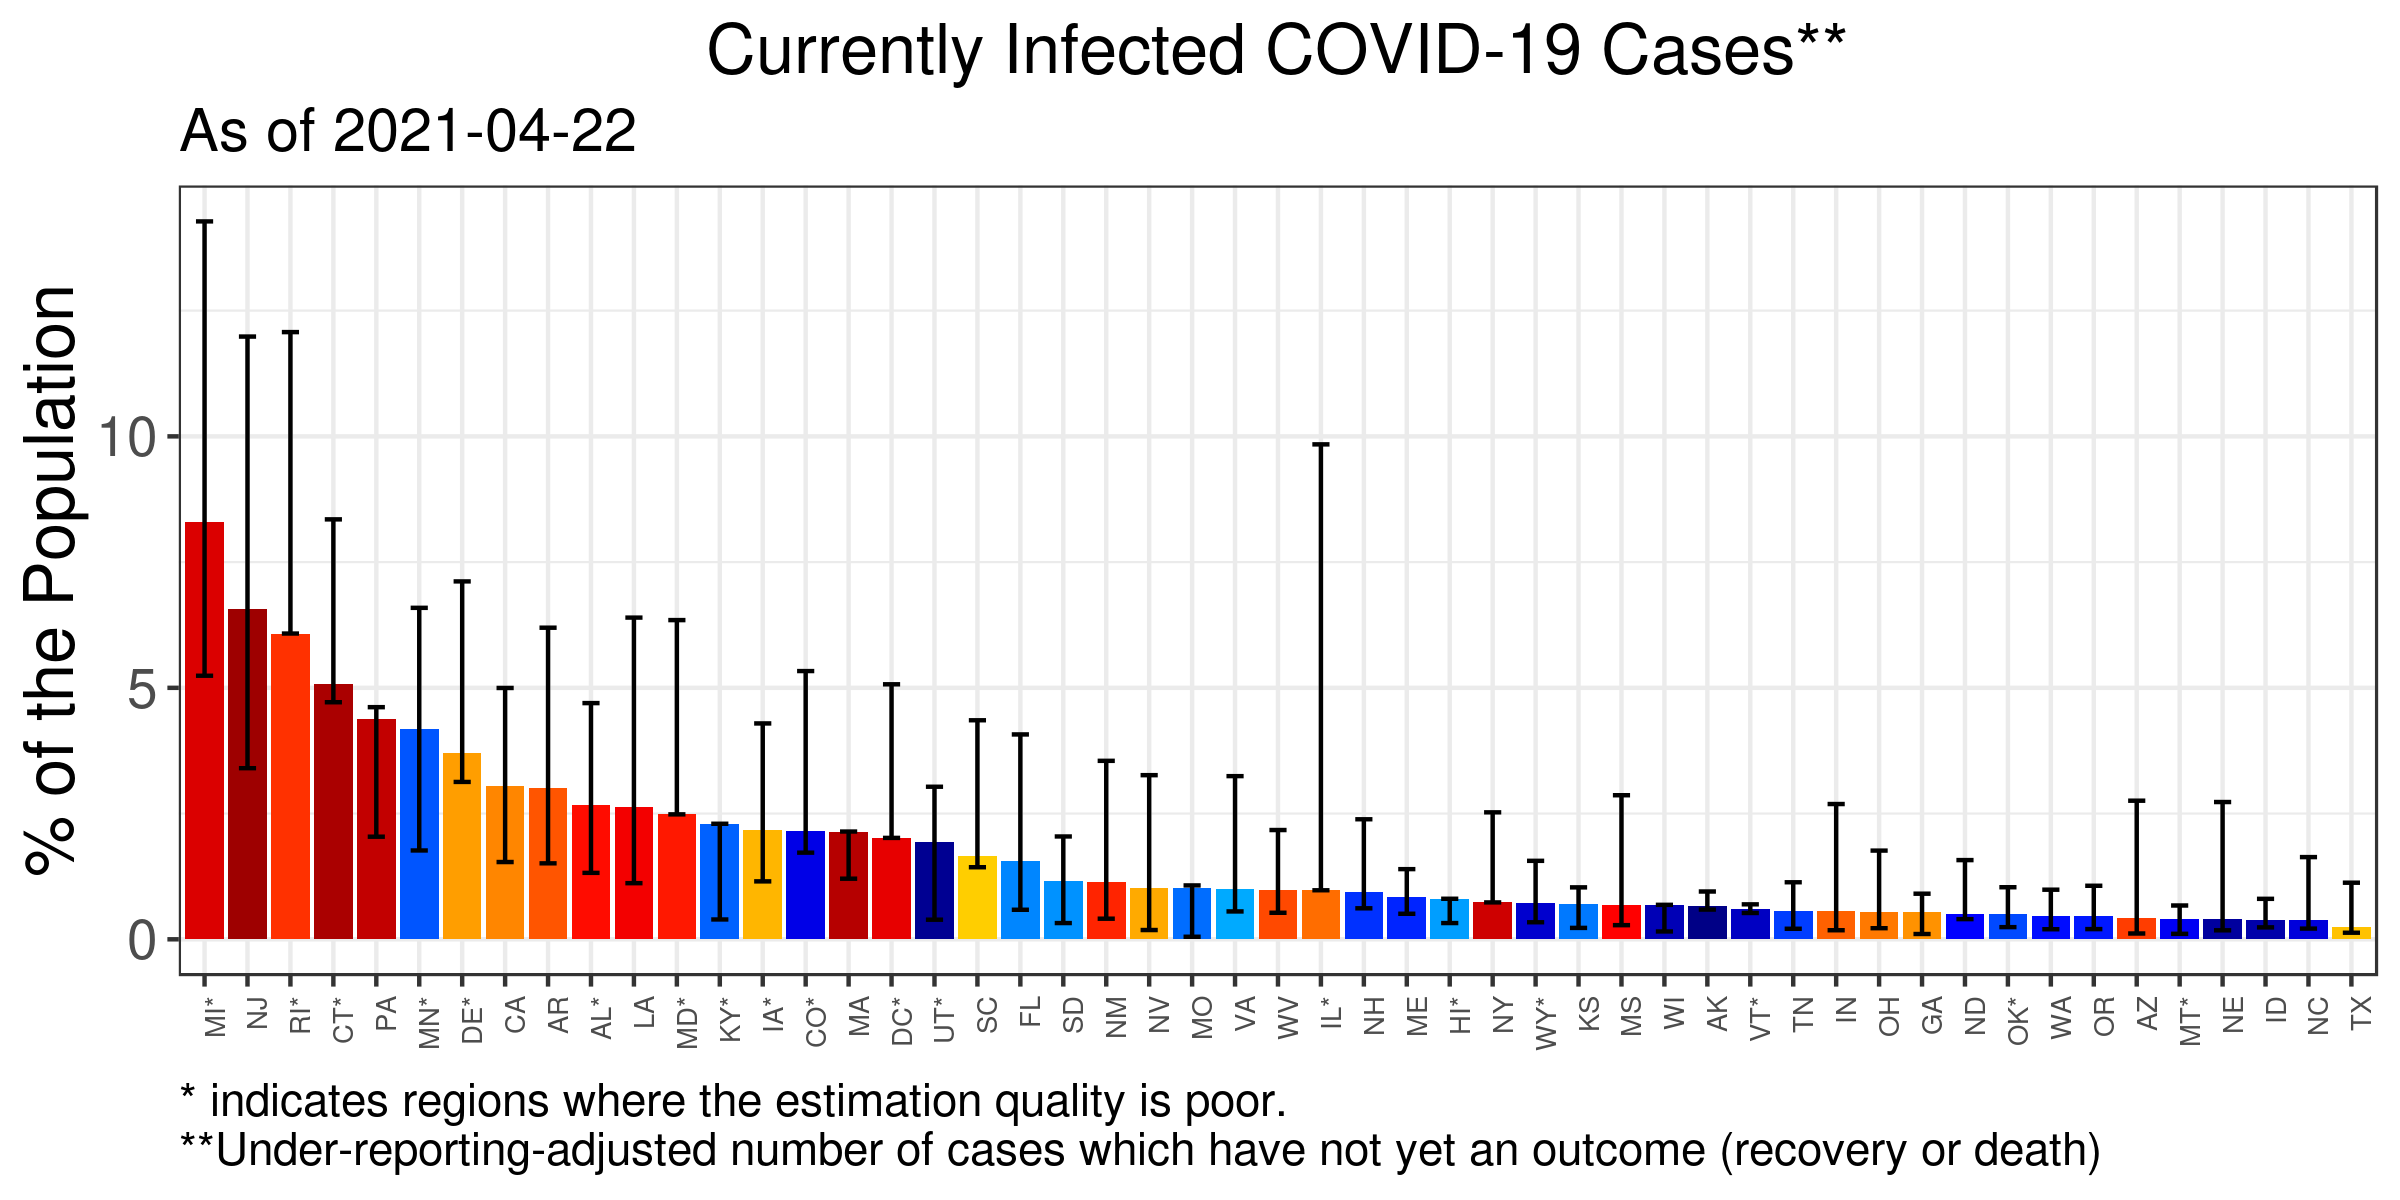 Currently Infected COVID-19 Cases**
As of 2021-04-22
% of the Population
10
5
0
MI* NJ RI* CT* PA MN* DE* CA AR AL* LA MD* KY* IA* CO* MA DC* UT* SC FL SD NM NV MO VA WV IL* NH ME HI* NY WY* KS MS WI AK VT* TN IN OH GA ND OK* WA OR AZ MT* NE ID NC TX
* indicates regions where the estimation quality is poor.
**Under-reporting-adjusted number of cases which have not yet an outcome (recovery or death)